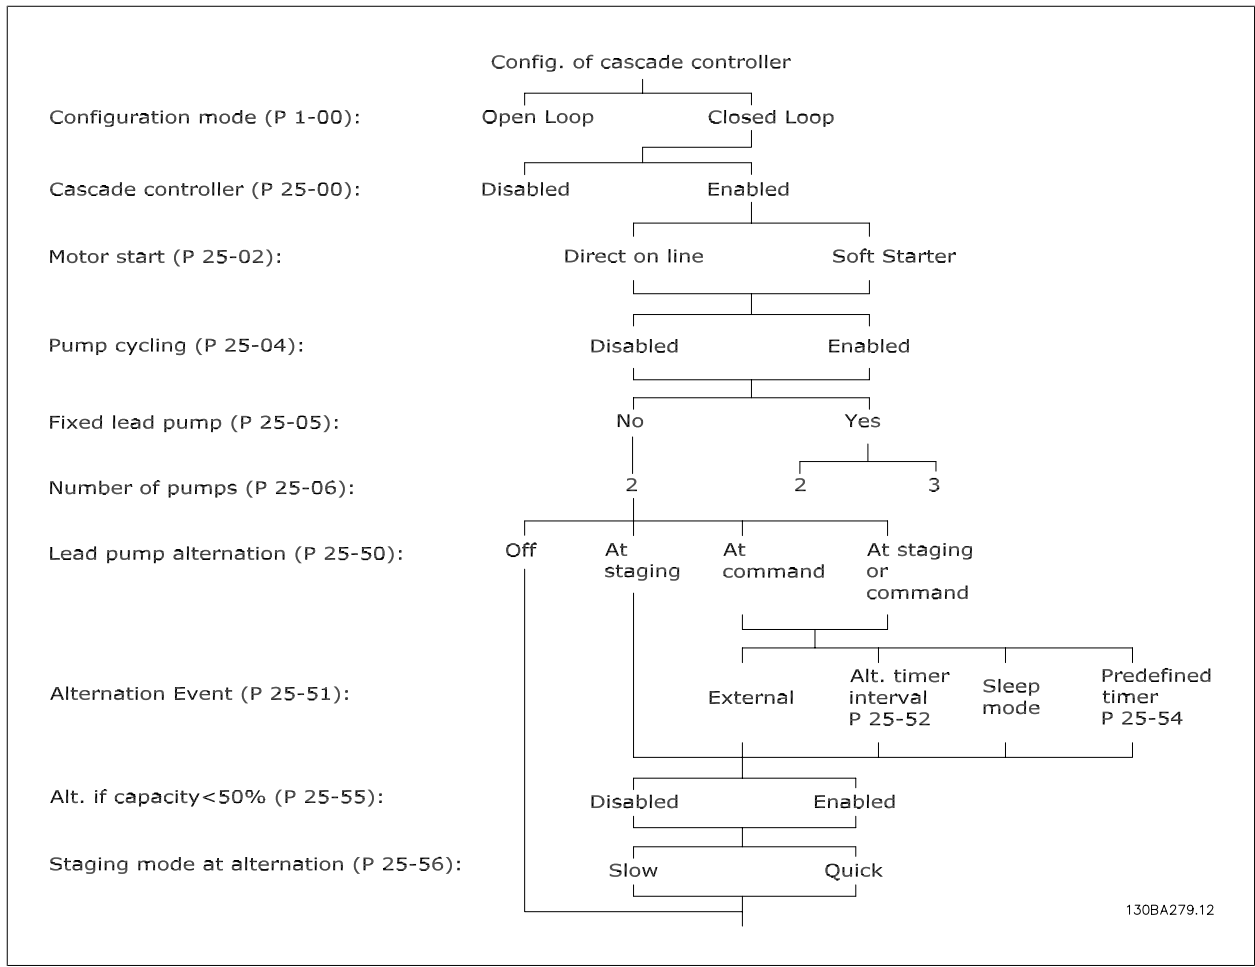 Config. of cascade controller
Configuration mode (P 1-00): Open Loop Closed Loop
Cascade controller (P 25-00): Disabled Enabled
Motor start (P 25-02): Direct on line Soft Starter
Pump cycling (P 25-04): Disabled Enabled
Fixed lead pump (P 25-05): No Yes
Number of pumps (P 25-06): 2 2 3
Lead pump alternation (P 25-50): Off At At At staging
staging command or
command
Alternation Event (P 25-51): External Alt. timer Sleep Predefined
interval mode timer
P 25-52 P 25-54
Alt. if capacity<50% (P 25-55): Disabled Enabled
Staging mode at alternation (P 25-56): Slow Quick
130BA279.12